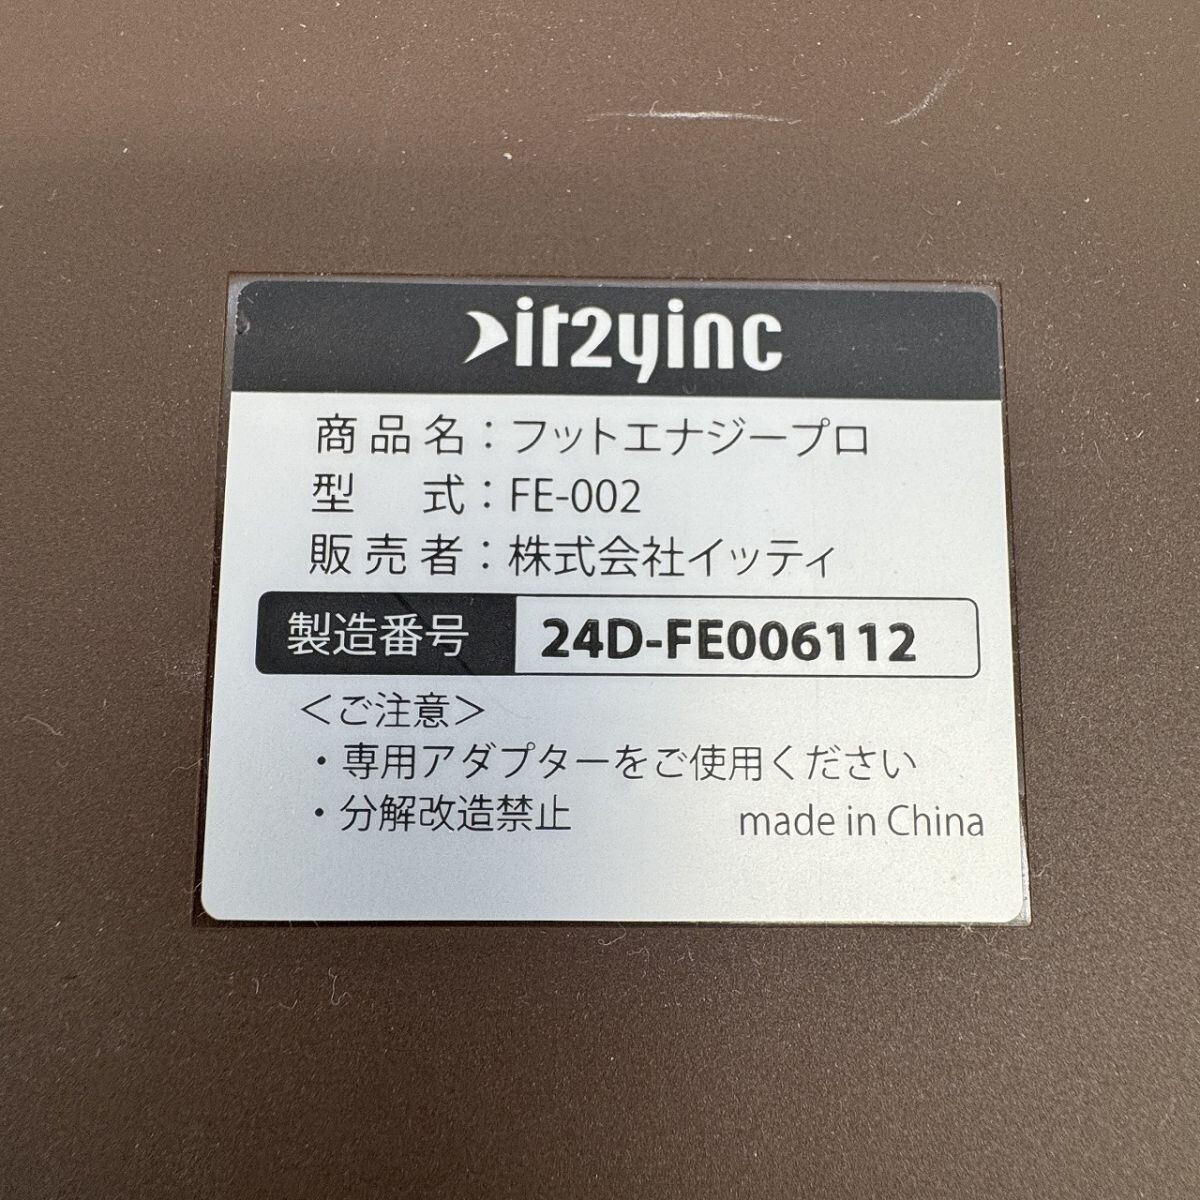 it2yinc
商品名：フットエナジープロ
型　式：FE-002
販売者：株式会社イッティ
製造番号 24D-FE006112
＜ご注意＞
・専用アダプターをご使用ください
・分解改造禁止
made in China